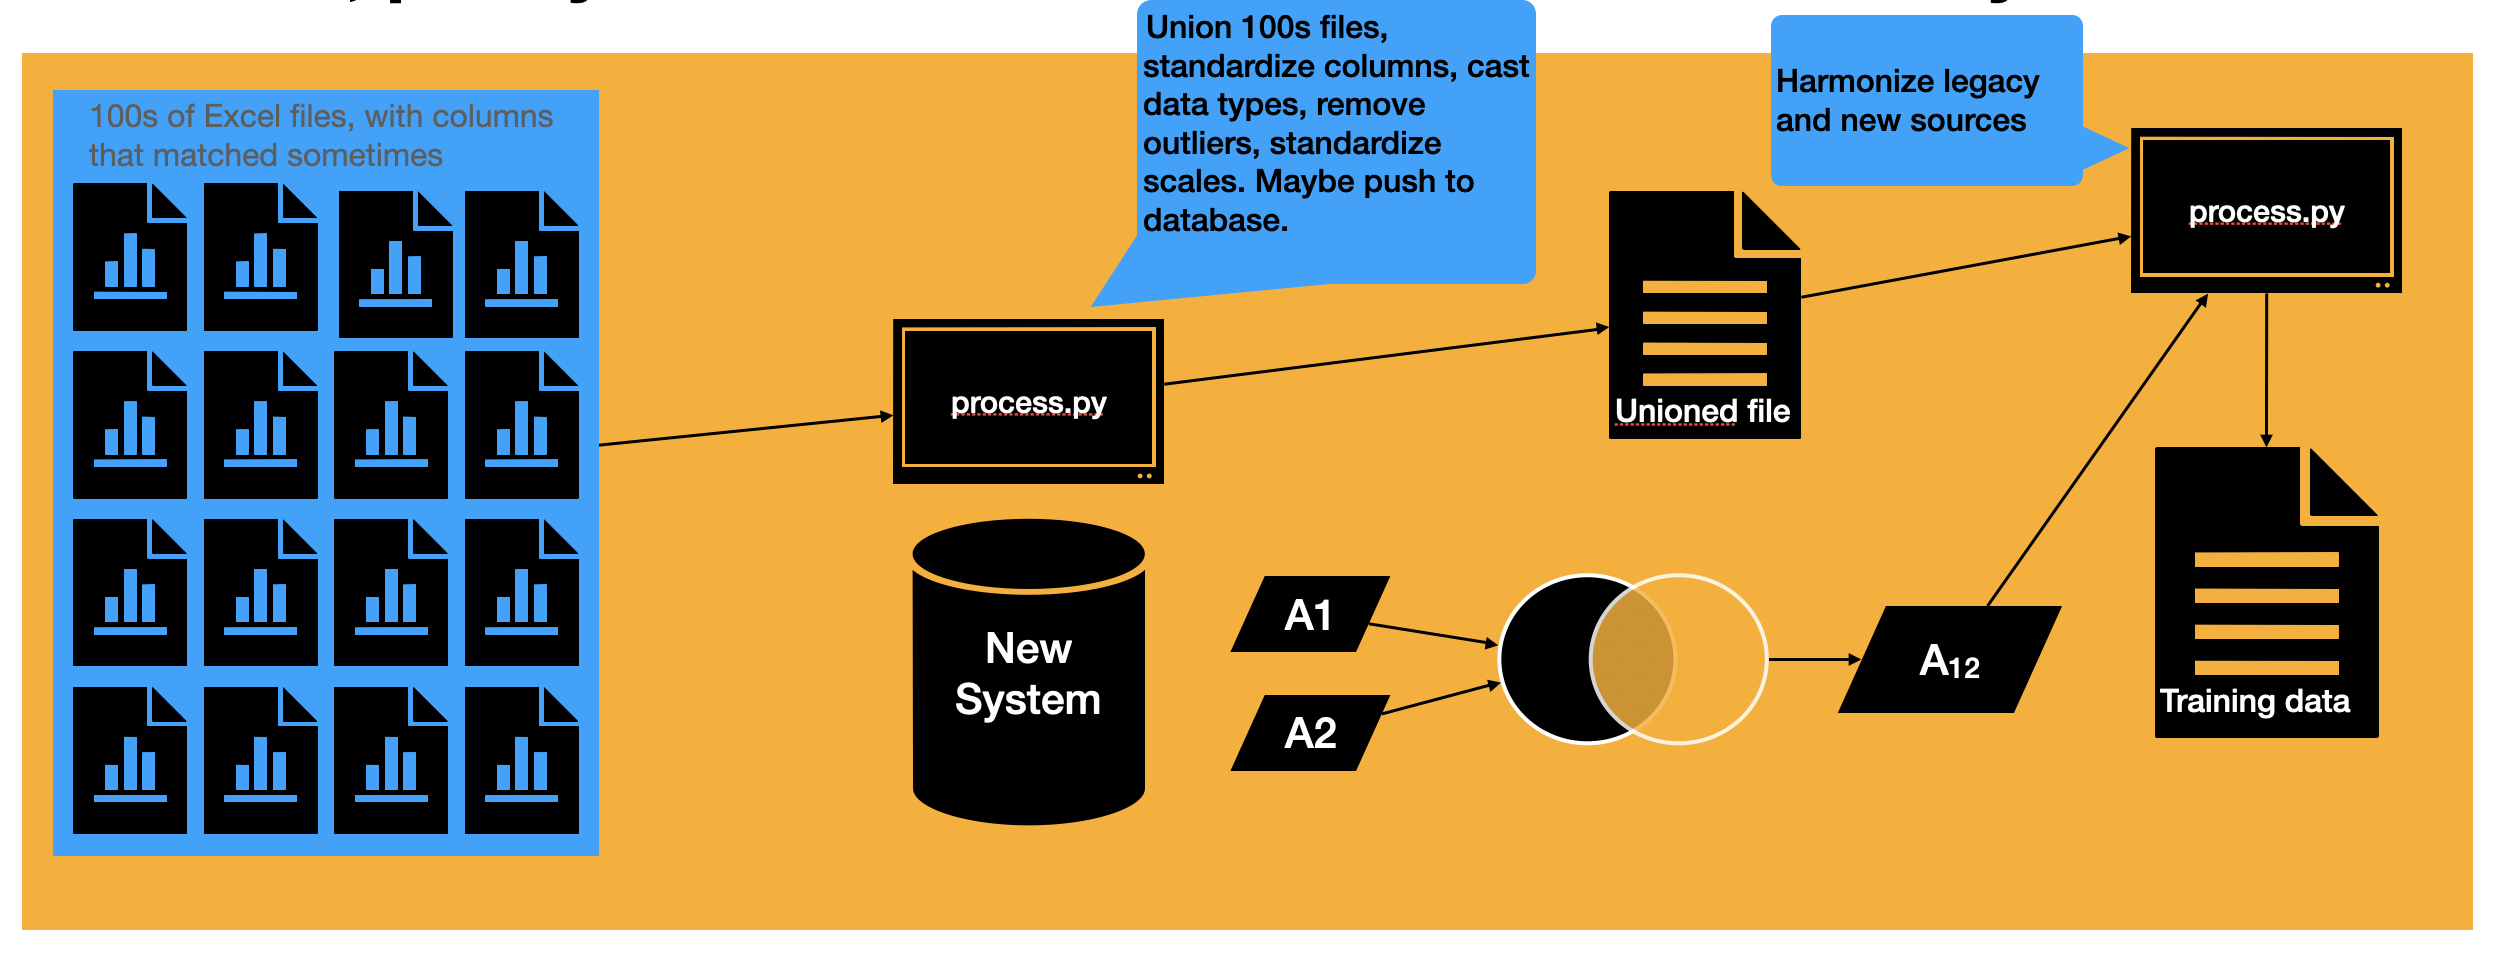 Union 100s files,
standardize columns, cast
data types, remove
outliers, standardize
scales. Maybe push to
database.
Harmonize legacy
and new sources
100s of Excel files, with columns
that matched sometimes
process.py
process.py
Unioned file
New
System
A1
A2
A12
Training data